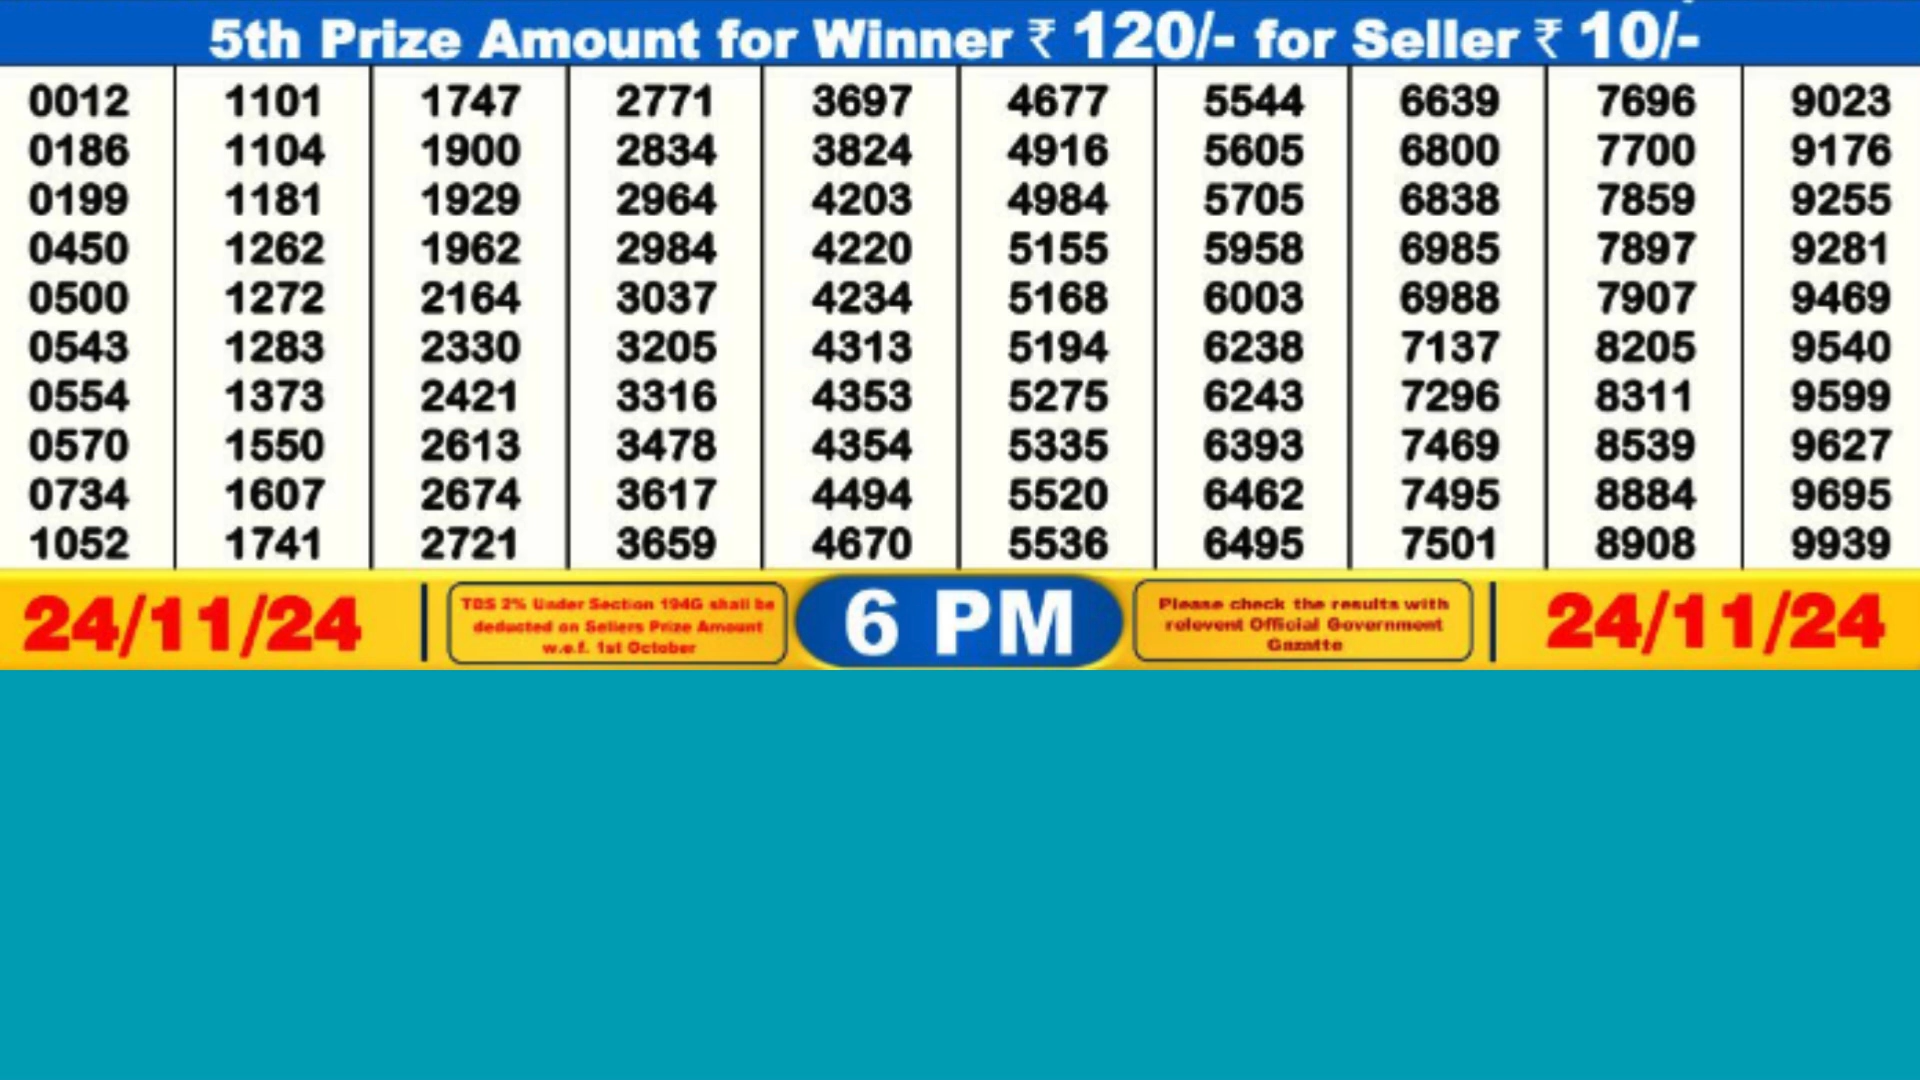 5th Prize Amount for Winner ₹ 120/- for Seller ₹ 10/-
0012 1101 1747 2771 3697 4677 5544 6639 7696 9023
0186 1104 1900 2834 3824 4916 5605 6800 7700 9176
0199 1181 1929 2964 4203 4984 5705 6838 7859 9255
0450 1262 1962 2984 4220 5155 5958 6985 7897 9281
0500 1272 2164 3037 4234 5168 6003 6988 7907 9469
0543 1283 2330 3205 4313 5194 6238 7137 8205 9540
0554 1373 2421 3316 4353 5275 6243 7296 8311 9599
0570 1550 2613 3478 4354 5335 6393 7469 8539 9627
0734 1607 2674 3617 4494 5520 6462 7495 8884 9695
1052 1741 2721 3659 4670 5536 6495 7501 8908 9939
24/11/24
TDS 2% Under Section 194G shall be
deducted on Sellers Prize Amount
w.e.f. 1st October
6 PM
Please check the results with
relevent Official Government
Gazatte
24/11/24